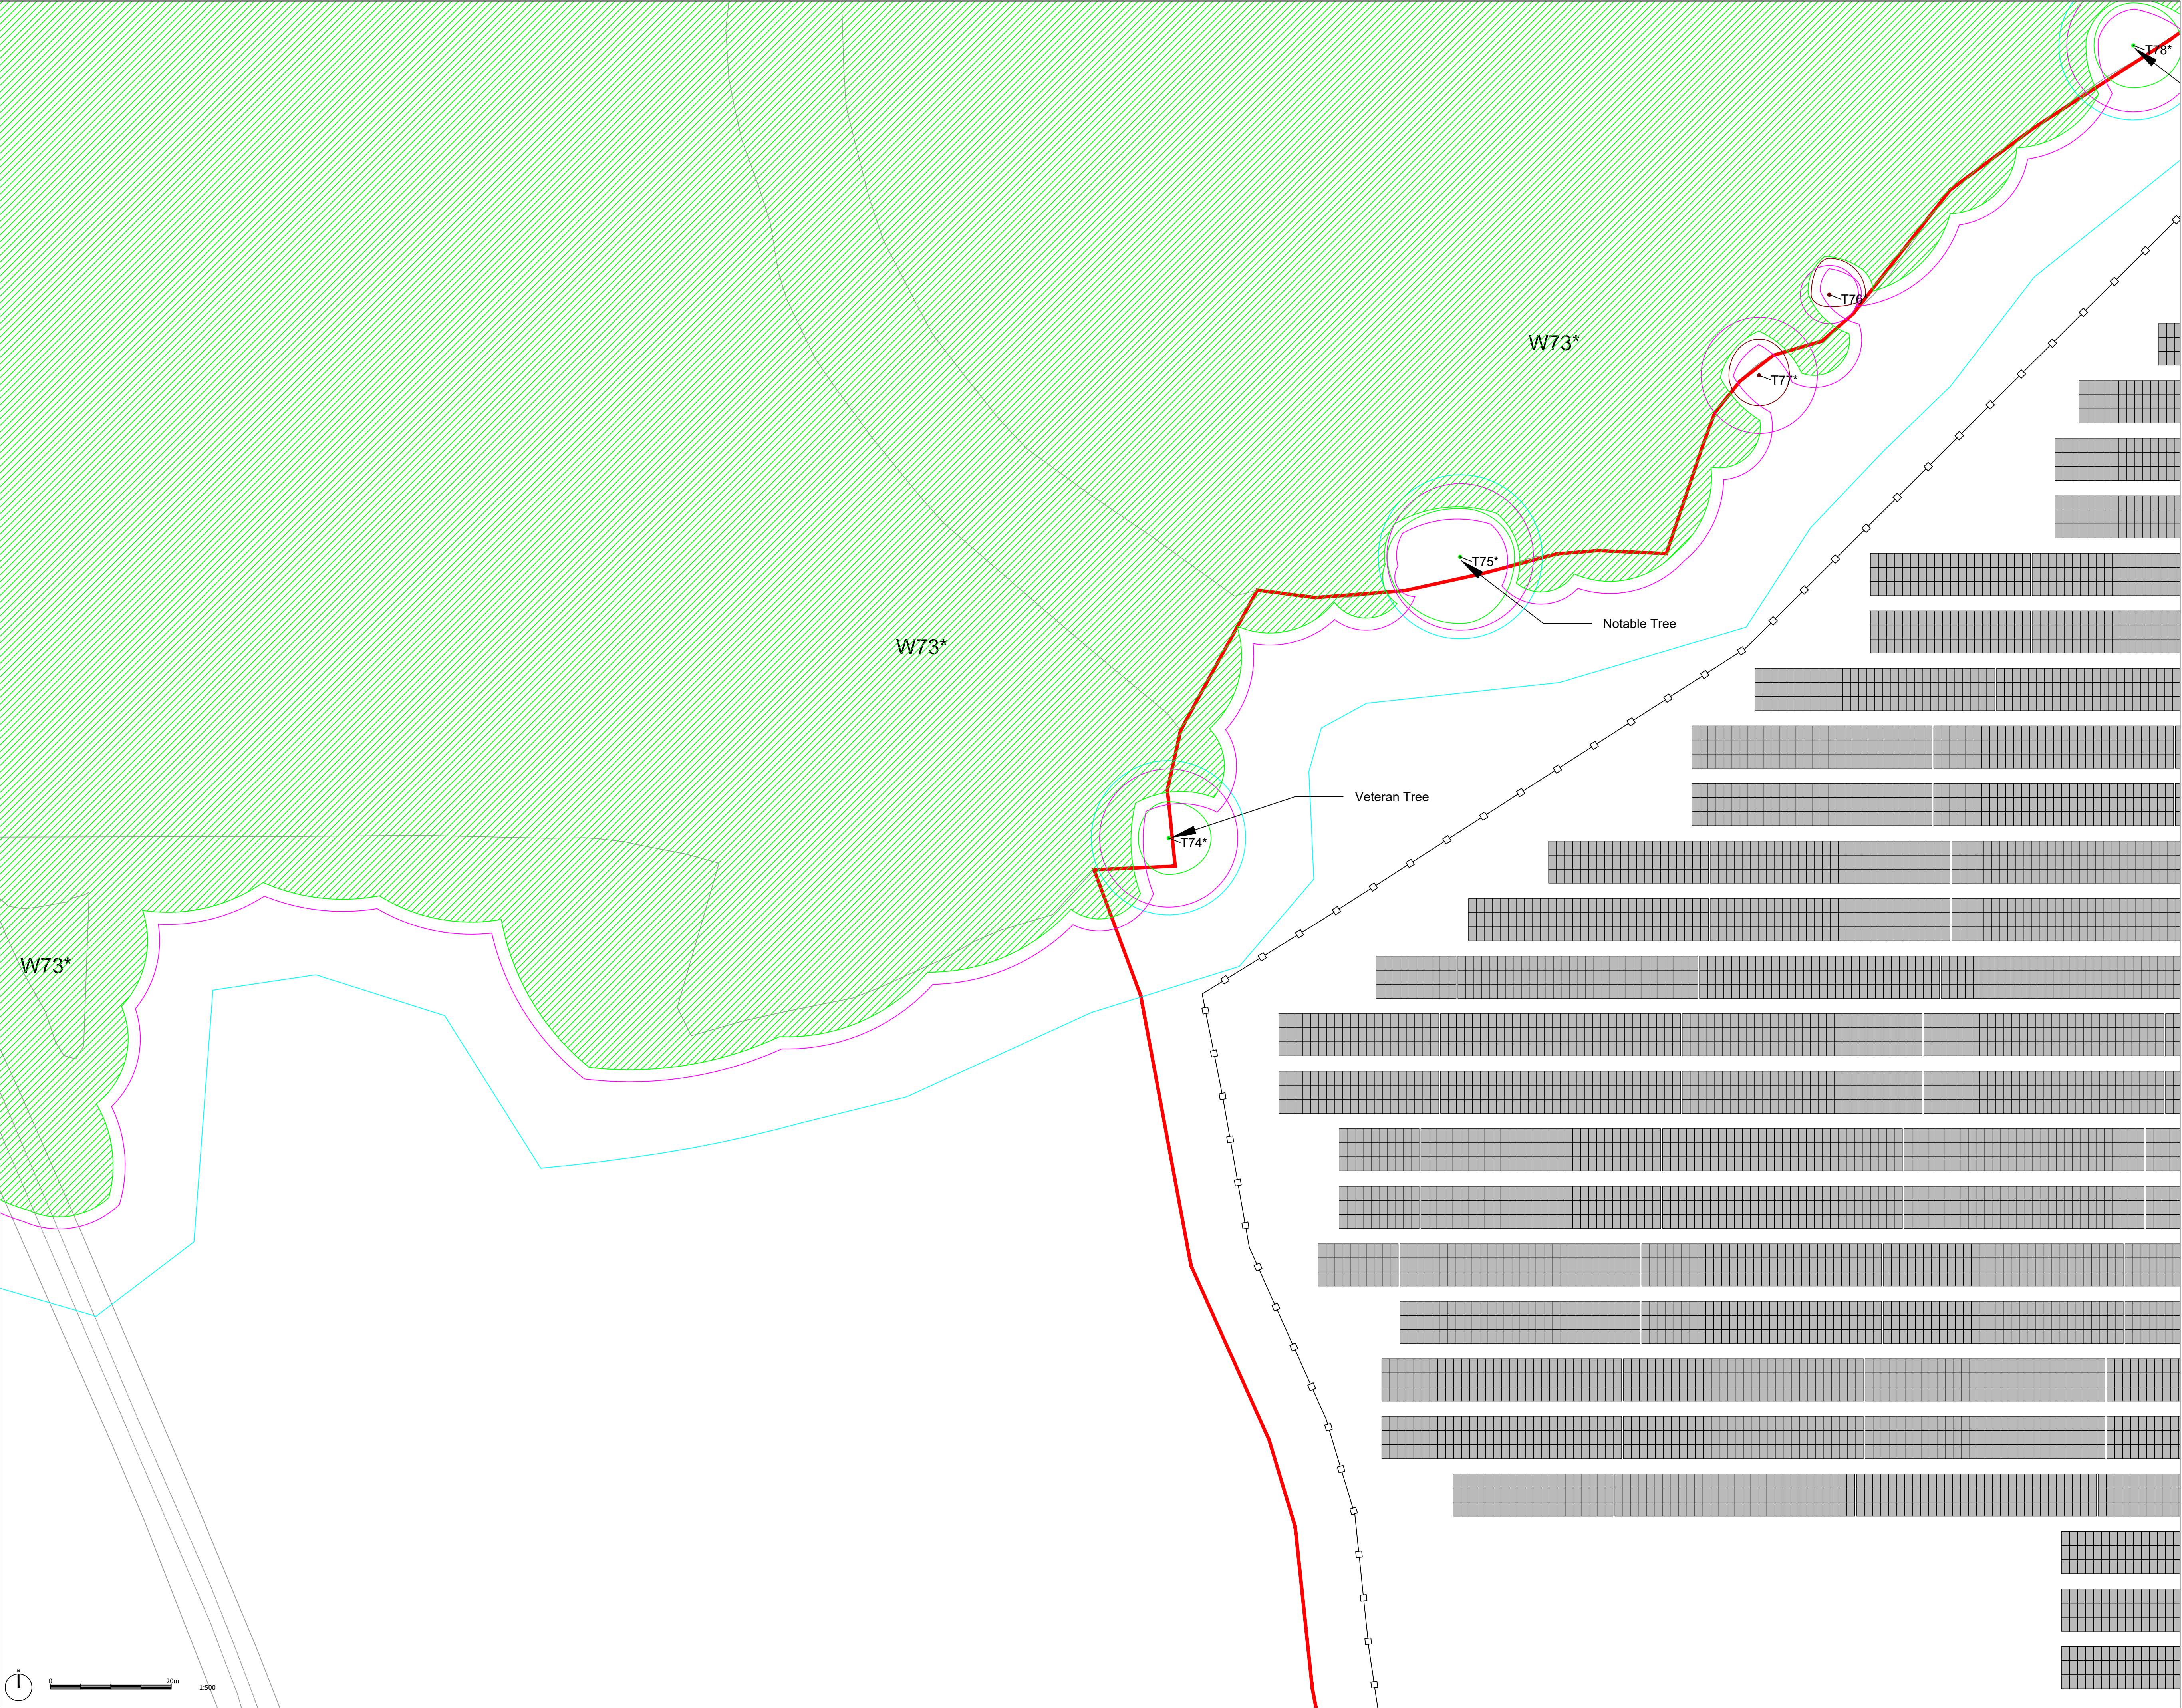 T78*
T76*
W73*
T77*
T75*
Notable Tree
W73*
Veteran Tree
T74*
W73*
N
0 20m
1:500